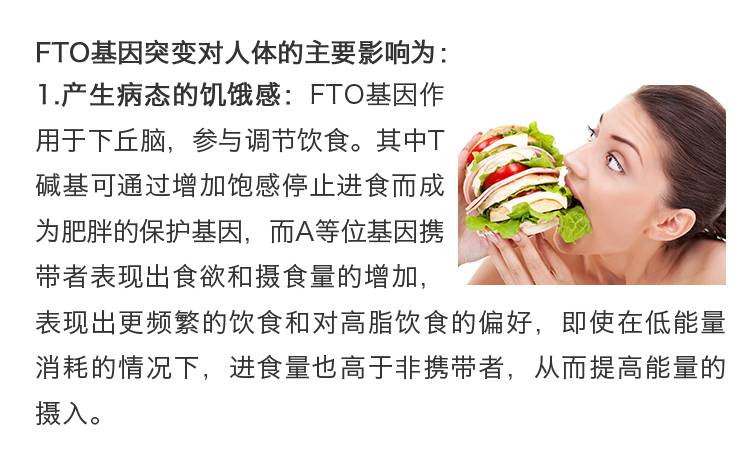 FTO基因突变对人体的主要影响为：
1.产生病态的饥饿感：FTO基因作
用于下丘脑，参与调节饮食。其中T
碱基可通过增加饱感停止进食而成
为肥胖的保护基因，而A等位基因携
带者表现出食欲和摄食量的增加，
表现出更频繁的饮食和对高脂饮食的偏好，即使在低能量
消耗的情况下，进食量也高于非携带者，从而提高能量的
摄入。